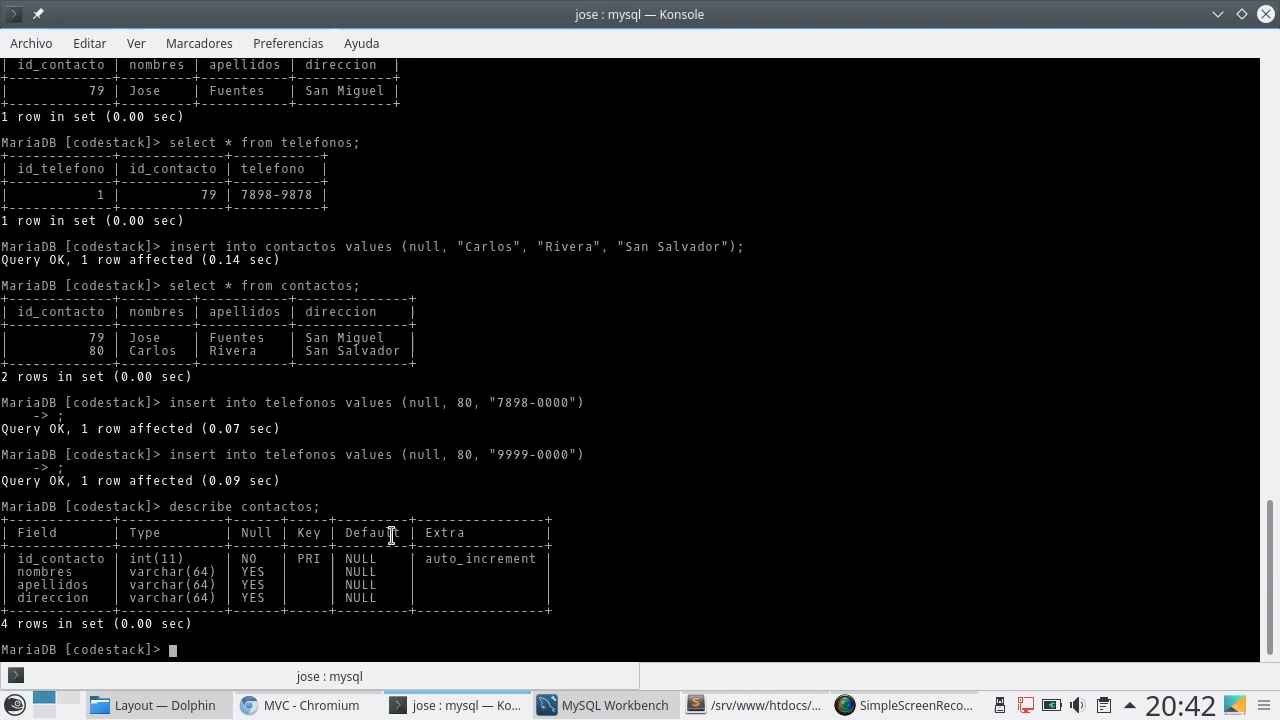 jose : mysql — Konsole
Archivo Editar Ver Marcadores Preferencias Ayuda
| id_contacto | nombres | apellidos | direccion  |
+-------------+---------+-----------+------------+
|          79 | Jose    | Fuentes   | San Miguel |
+-------------+---------+-----------+------------+
1 row in set (0.00 sec)
MariaDB [codestack]> select * from telefonos;
+-------------+-------------+-----------+
| id_telefono | id_contacto | telefono  |
+-------------+-------------+-----------+
|           1 |          79 | 7898-9878 |
+-------------+-------------+-----------+
1 row in set (0.00 sec)
MariaDB [codestack]> insert into contactos values (null, "Carlos", "Rivera", "San Salvador");
Query OK, 1 row affected (0.14 sec)
MariaDB [codestack]> select * from contactos;
+-------------+---------+-----------+--------------+
| id_contacto | nombres | apellidos | direccion    |
+-------------+---------+-----------+--------------+
|          79 | Jose    | Fuentes   | San Miguel   |
|          80 | Carlos  | Rivera    | San Salvador |
+-------------+---------+-----------+--------------+
2 rows in set (0.00 sec)
MariaDB [codestack]> insert into telefonos values (null, 80, "7898-0000")
    -> ;
Query OK, 1 row affected (0.07 sec)
MariaDB [codestack]> insert into telefonos values (null, 80, "9999-0000")
    -> ;
Query OK, 1 row affected (0.09 sec)
MariaDB [codestack]> describe contactos;
+-------------+-------------+------+-----+---------+----------------+
| Field       | Type        | Null | Key | Default | Extra          |
+-------------+-------------+------+-----+---------+----------------+
| id_contacto | int(11)     | NO   | PRI | NULL    | auto_increment |
| nombres     | varchar(64) | YES  |     | NULL    |                |
| apellidos   | varchar(64) | YES  |     | NULL    |                |
| direccion   | varchar(64) | YES  |     | NULL    |                |
+-------------+-------------+------+-----+---------+----------------+
4 rows in set (0.00 sec)
MariaDB [codestack]>
jose : mysql
Layout — Dolphin MVC - Chromium jose : mysql — Ko... MySQL Workbench /srv/www/htdocs/... SimpleScreenReco... 20:42